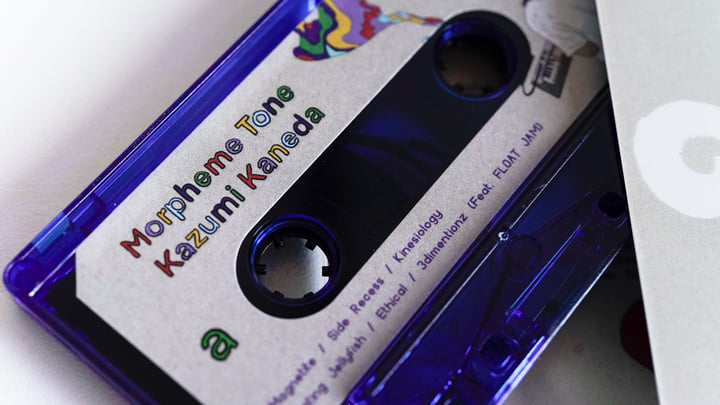 Morpheme Tone
Kazumi Kaneda
a
Magnetite / Side Recess / Kinesiology
Jellyfish / Ethical / 3dimentionz (Feat. FLOAT JAM)